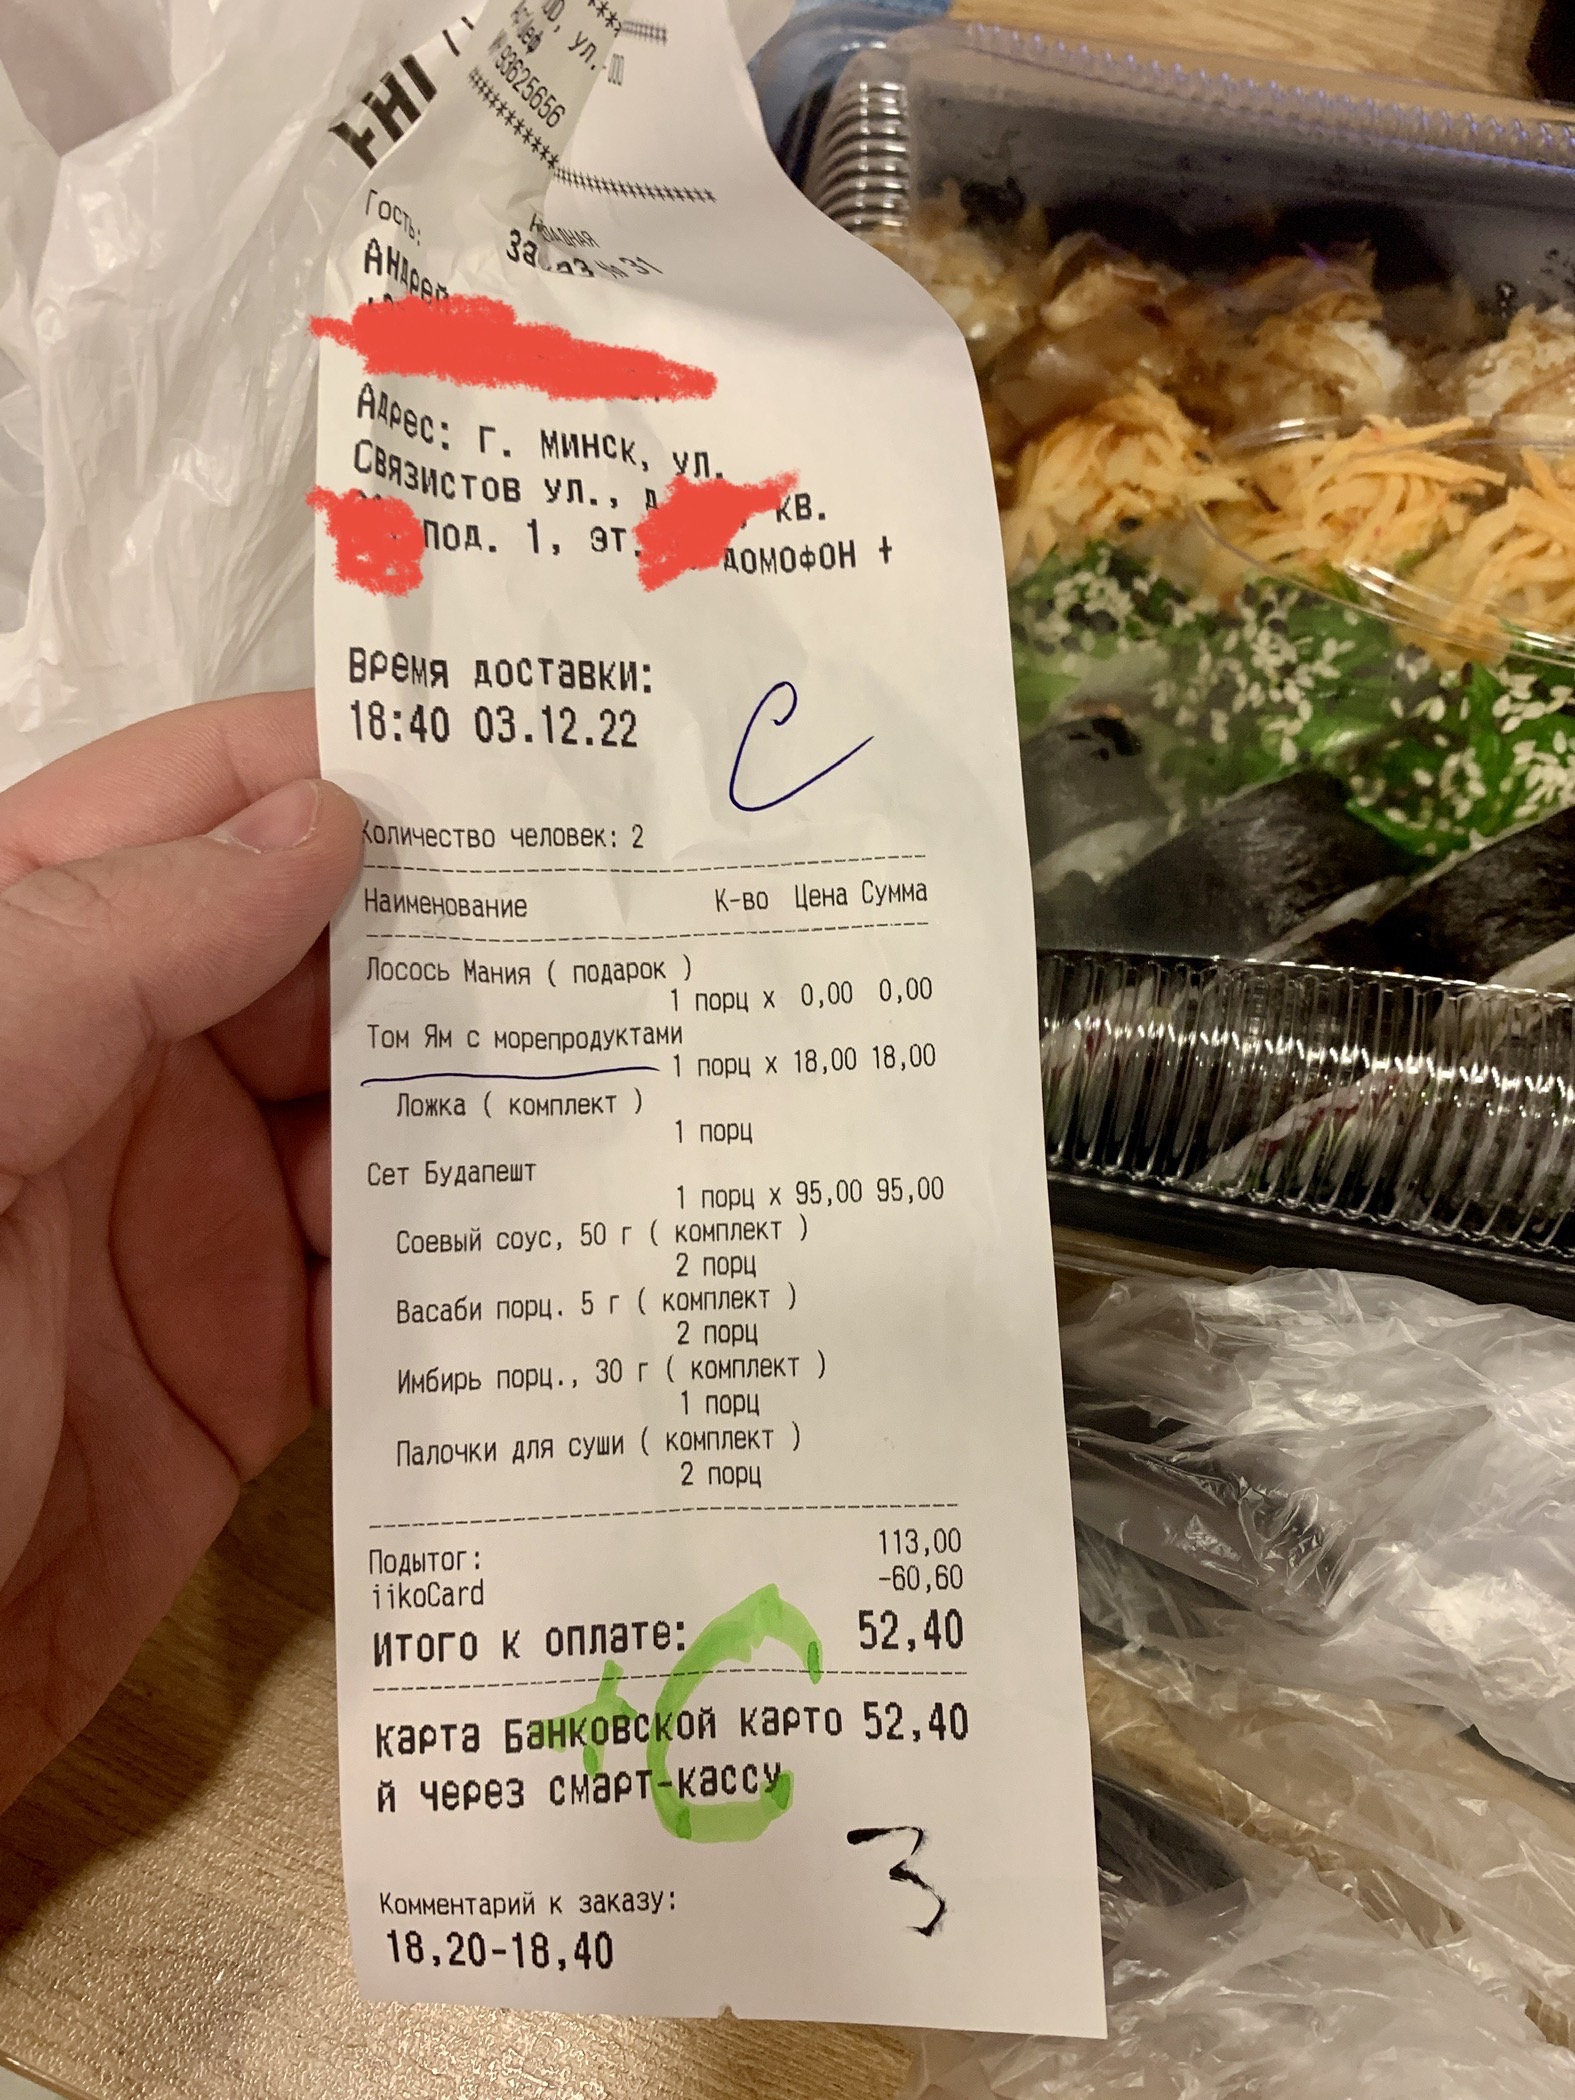 ул.
93625656
Гость:
Заказ № 31
Андрей
Адрес: г. Минск, ул.
Связистов ул., д кв.
под. 1, эт. домофон +
Время доставки:
18:40 03.12.22
С
Количество человек: 2
Наименование К-во Цена Сумма
Лосось Мания ( подарок )
1 порц x 0,00 0,00
Том Ям с морепродуктами
1 порц x 18,00 18,00
Ложка ( комплект )
1 порц
Сет Будапешт
1 порц x 95,00 95,00
Соевый соус, 50 г ( комплект )
2 порц
Васаби порц. 5 г ( комплект )
2 порц
Имбирь порц., 30 г ( комплект )
1 порц
Палочки для суши ( комплект )
2 порц
Подытог: 113,00
iikoCard -60,60
Итого к оплате: 52,40
карта Банковской карто 52,40
й через смарт-кассу
+С
3
Комментарий к заказу:
18,20-18,40